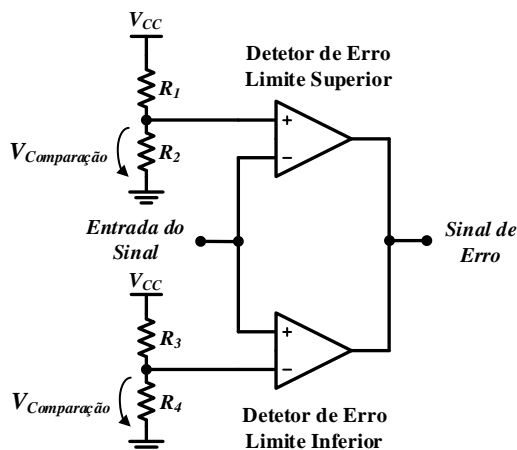 V_CC
Detetor de Erro
Limite Superior
R_1
+
V_Comparação
R_2
−
Entrada do
Sinal
Sinal de
Erro
V_CC
R_3
+
V_Comparação
R_4
−
Detetor de Erro
Limite Inferior